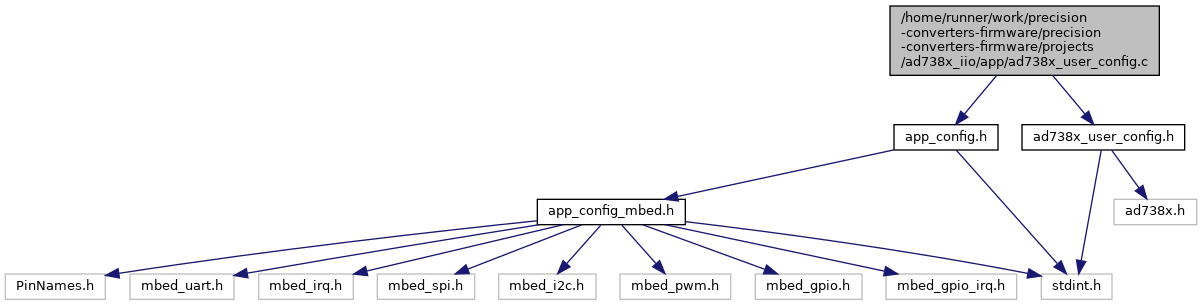 /home/runner/work/precision
-converters-firmware/precision
-converters-firmware/projects
/ad738x_iio/app/ad738x_user_config.c
app_config.h
ad738x_user_config.h
app_config_mbed.h
ad738x.h
PinNames.h
mbed_uart.h
mbed_irq.h
mbed_spi.h
mbed_i2c.h
mbed_pwm.h
mbed_gpio.h
mbed_gpio_irq.h
stdint.h